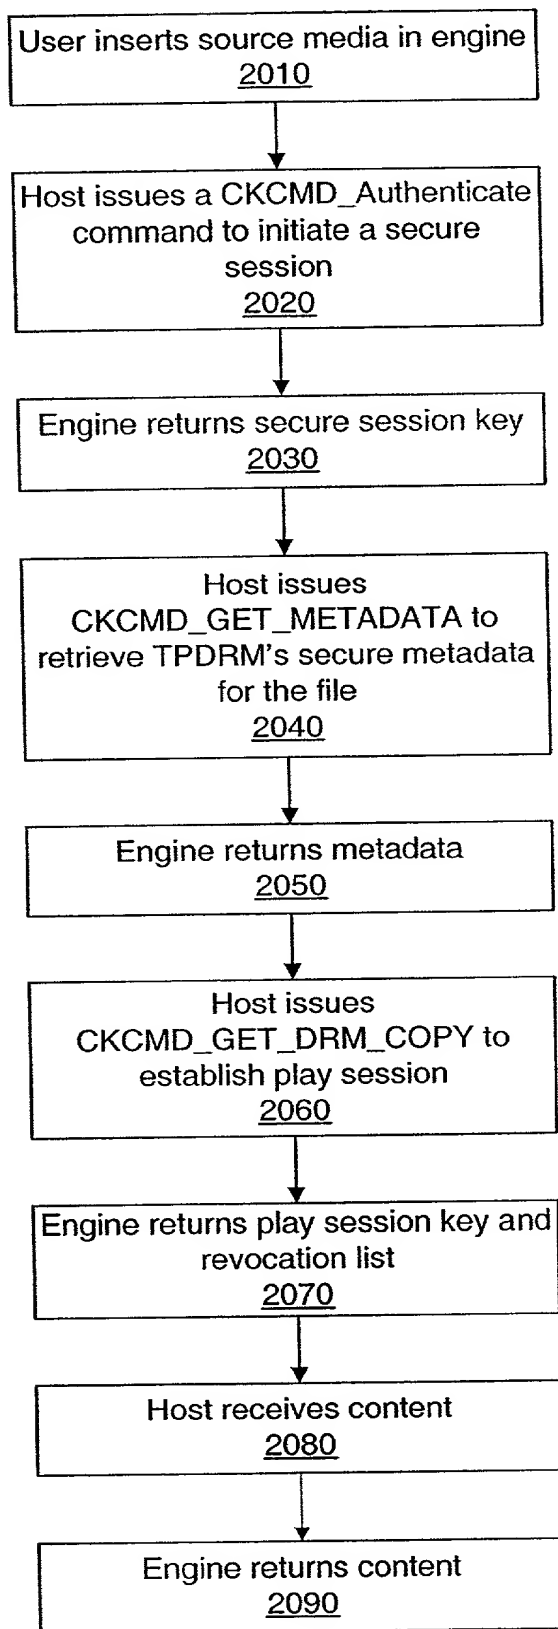 User inserts source media in engine
2010
Host issues a CKCMD_Authenticate
command to initiate a secure
session
2020
Engine returns secure session key
2030
Host issues
CKCMD_GET_METADATA to
retrieve TPDRM's secure metadata
for the file
2040
Engine returns metadata
2050
Host issues
CKCMD_GET_DRM_COPY to
establish play session
2060
Engine returns play session key and
revocation list
2070
Host receives content
2080
Engine returns content
2090